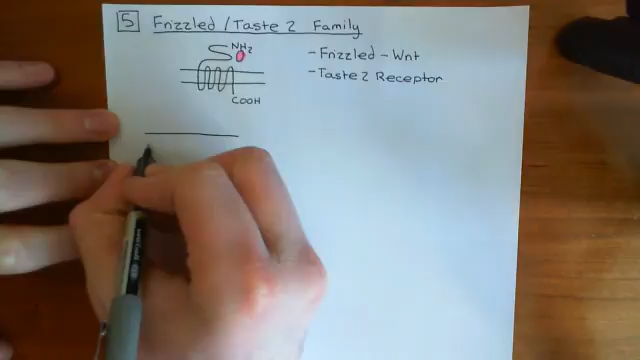 5 Frizzled/Taste 2 Family
NH2
- Frizzled - Wnt
- Taste 2 Receptor
COOH